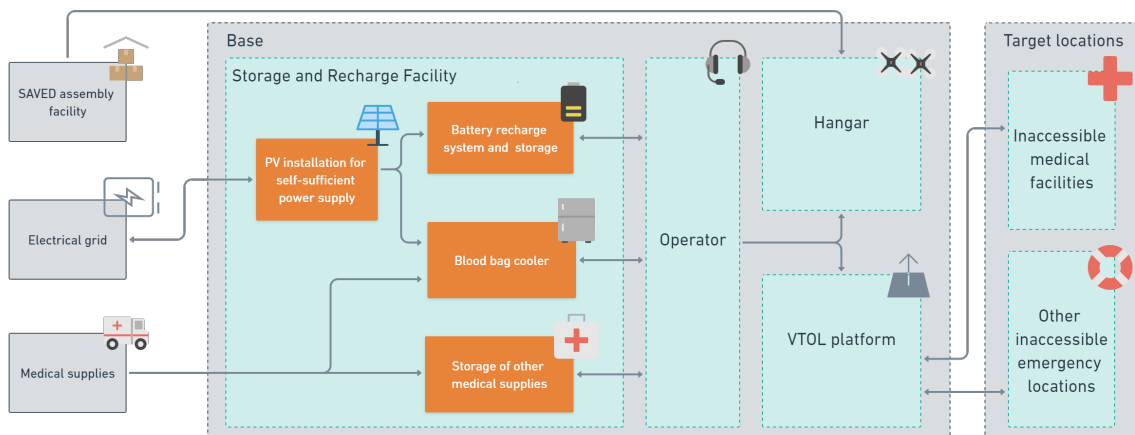 Base
Target locations
Storage and Recharge Facility
SAVED assembly
facility
Battery recharge
system and storage
Hangar
Inaccessible
medical
facilities
PV installation for
self-sufficient
power supply
Electrical grid
Blood bag cooler
Operator
VTOL platform
Other
inaccessible
emergency
locations
Medical supplies
Storage of other
medical supplies